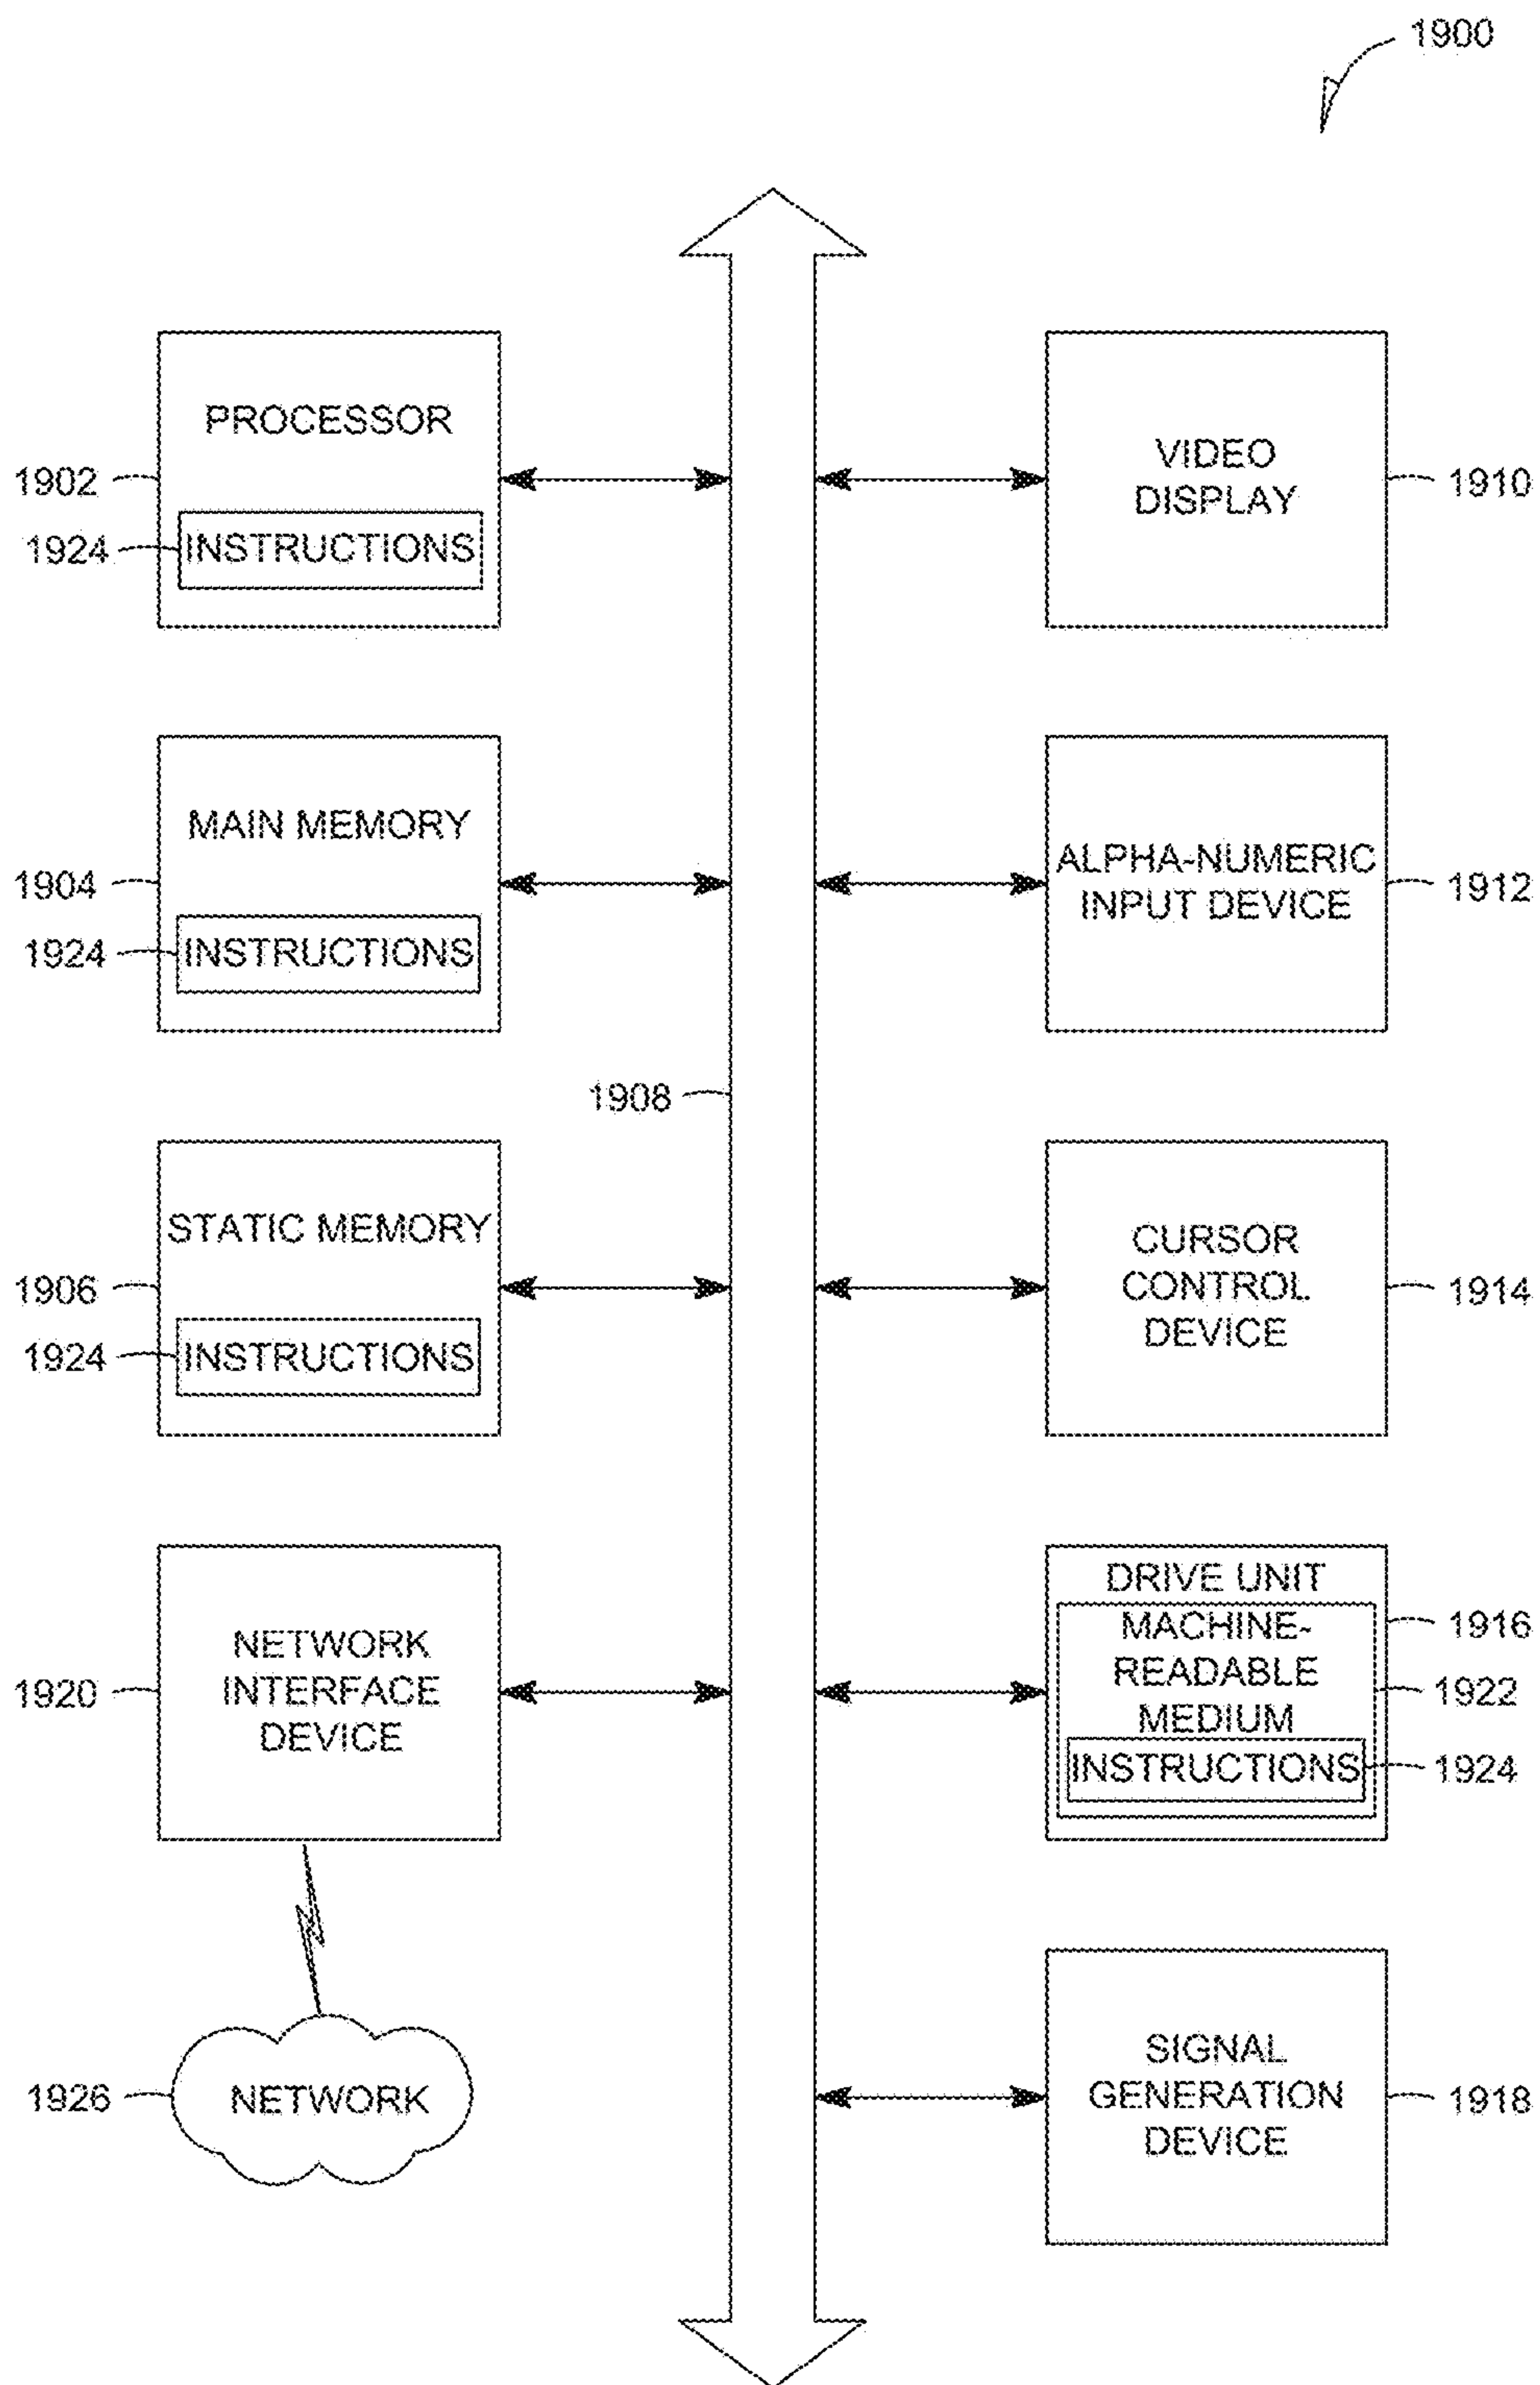 1900
PROCESSOR
1902
1924
INSTRUCTIONS
VIDEO
DISPLAY
1910
MAIN MEMORY
1904
1924
INSTRUCTIONS
ALPHA-NUMERIC
INPUT DEVICE
1912
1908
STATIC MEMORY
1906
1924
INSTRUCTIONS
CURSOR
CONTROL
DEVICE
1914
NETWORK
INTERFACE
DEVICE
1920
DRIVE UNIT
1916
MACHINE-
READABLE
MEDIUM
1922
INSTRUCTIONS
1924
1926
NETWORK
SIGNAL
GENERATION
DEVICE
1918